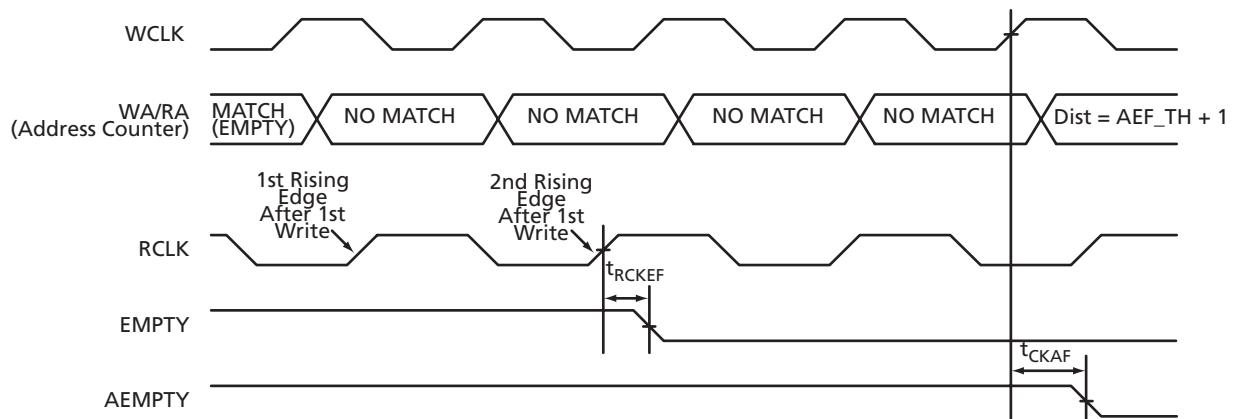 WCLK
WA/RA
(Address Counter)
MATCH
(EMPTY)
NO MATCH
NO MATCH
NO MATCH
NO MATCH
Dist = AEF_TH + 1
1st Rising
Edge
After 1st
Write
2nd Rising
Edge
After 1st
Write
RCLK
tRCKEF
EMPTY
tCKAF
AEMPTY